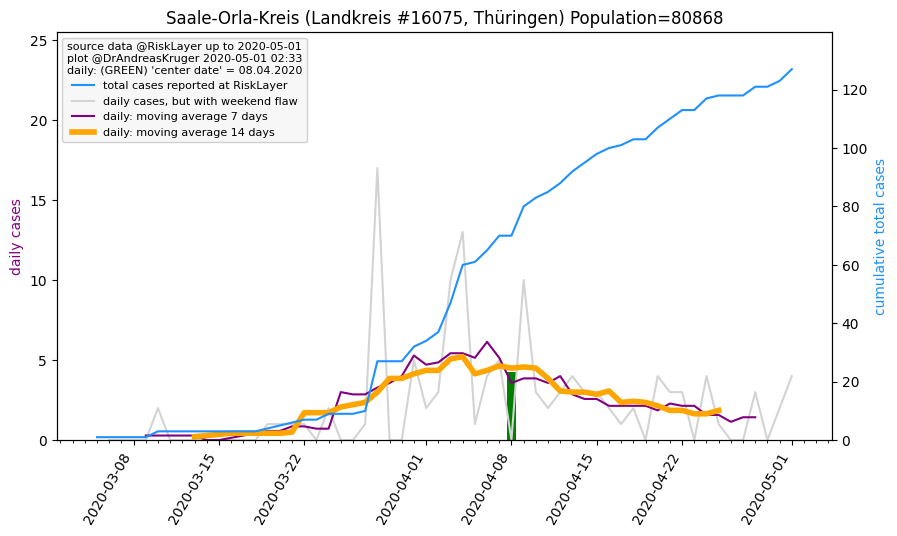 Saale-Orla-Kreis (Landkreis #16075, Thüringen) Population=80868
source data @RiskLayer up to 2020-05-01
plot @DrAndreasKruger 2020-05-01 02:33
daily: (GREEN) 'center date' = 08.04.2020
total cases reported at RiskLayer
daily cases, but with weekend flaw
daily: moving average 7 days
daily: moving average 14 days
daily cases
25
20
15
10
5
0
cumulative total cases
120
100
80
60
40
20
0
2020-03-08
2020-03-15
2020-03-22
2020-04-01
2020-04-08
2020-04-15
2020-04-22
2020-05-01